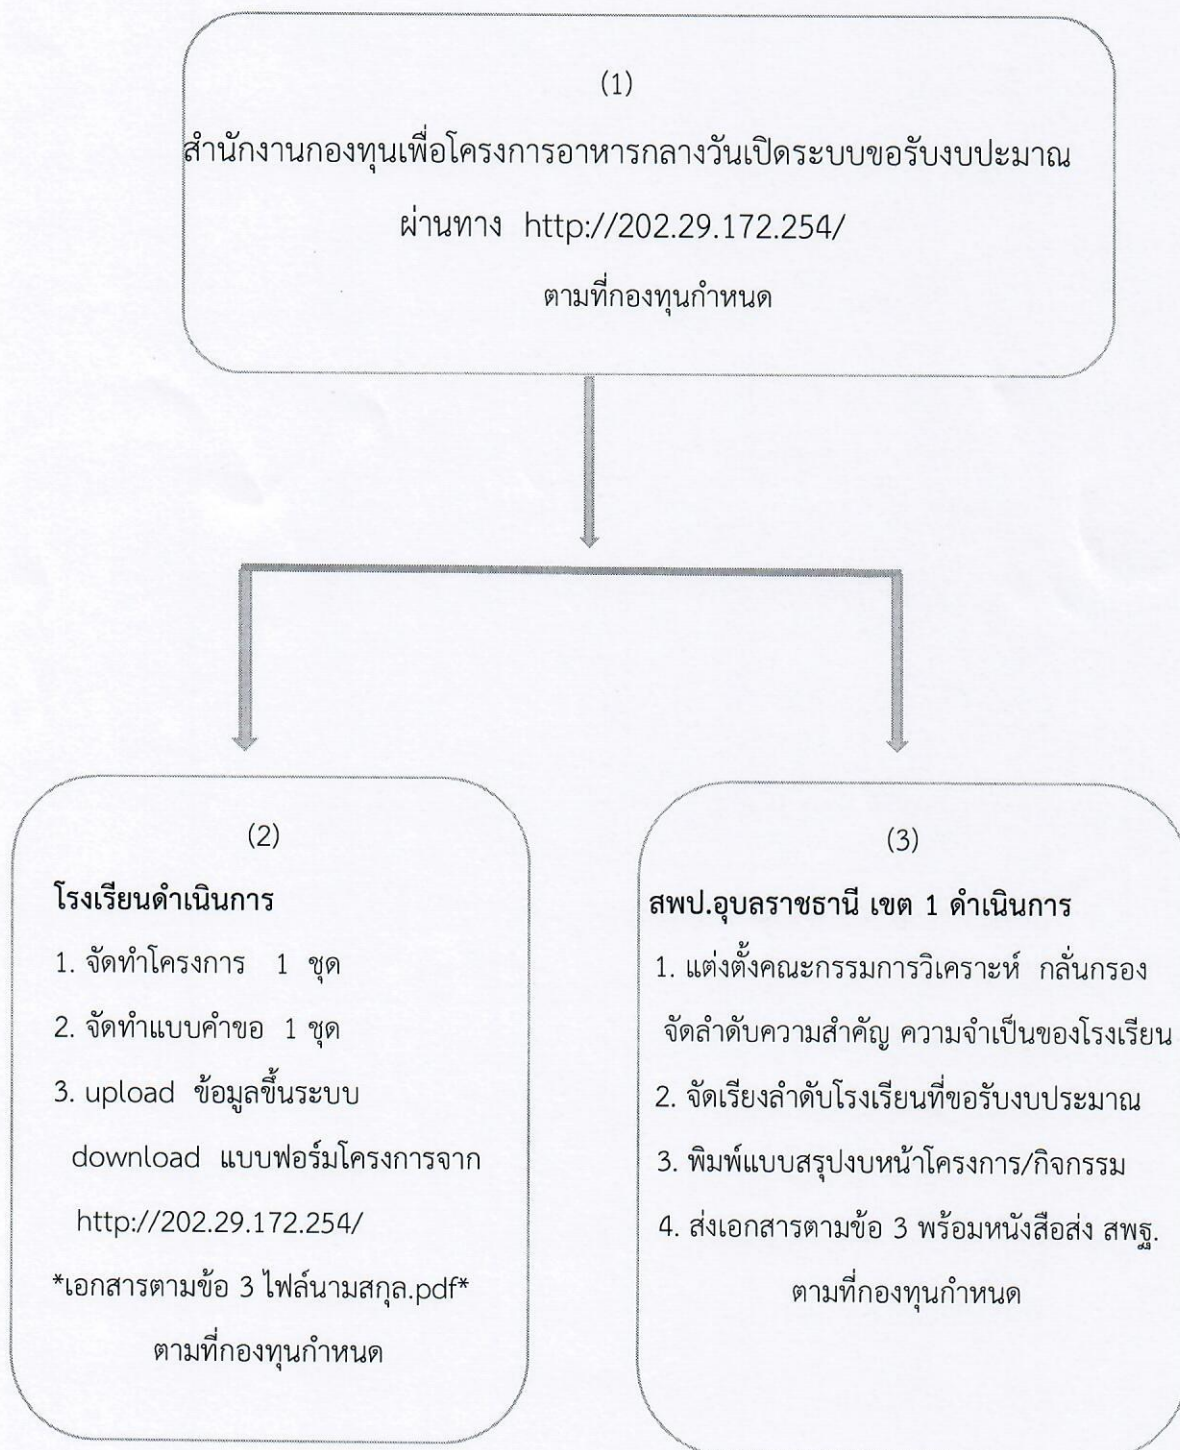 (1)
สำนักงานกองทุนเพื่อโครงการอาหารกลางวันเปิดระบบขอรับงบปะมาณ
ผ่านทาง http://202.29.172.254/
ตามที่กองทุนกำหนด
(2)
โรงเรียนดำเนินการ
1. จัดทำโครงการ 1 ชุด
2. จัดทำแบบคำขอ 1 ชุด
3. upload ข้อมูลขึ้นระบบ
download แบบฟอร์มโครงการจาก
http://202.29.172.254/
*เอกสารตามข้อ 3 ไฟล์นามสกุล.pdf*
ตามที่กองทุนกำหนด
(3)
สพป.อุบลราชธานี เขต 1 ดำเนินการ
1. แต่งตั้งคณะกรรมการวิเคราะห์ กลั่นกรอง
จัดลำดับความสำคัญ ความจำเป็นของโรงเรียน
2. จัดเรียงลำดับโรงเรียนที่ขอรับงบประมาณ
3. พิมพ์แบบสรุปงบหน้าโครงการ/กิจกรรม
4. ส่งเอกสารตามข้อ 3 พร้อมหนังสือส่ง สพฐ.
ตามที่กองทุนกำหนด